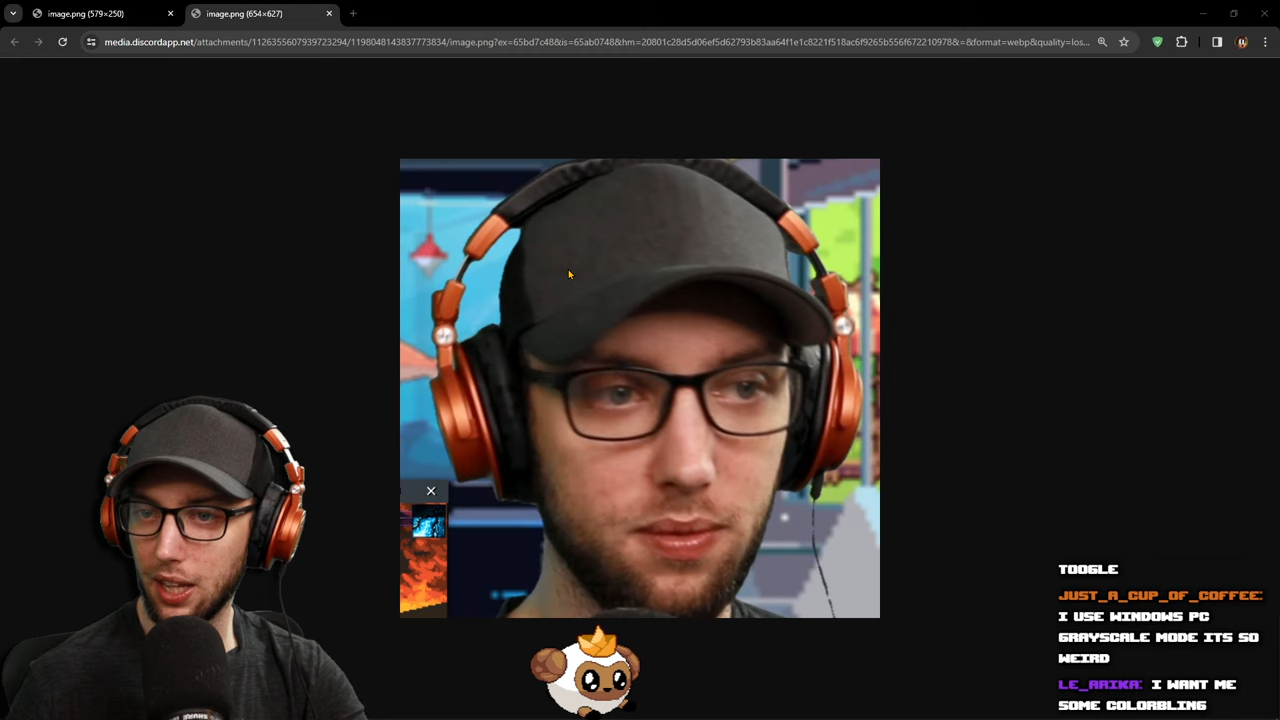 image.png (579×250)
image.png (654×627)
media.discordapp.net/attachments/1126355607939723294/1198048143837773834/image.png?ex=65bd7c48&is=65ab0748&hm=20801c28d5d06ef5d62793b83aa64f1e1c8221f518ac6f9265b556f672210978&=&format=webp&quality=los...
TOOGLE
JUST_A_CUP_OF_COFFEE:
I USE WINDOWS PC
GRAYSCALE MODE ITS SO
WEIRD
LE_ARIKA: I WANT ME
SOME COLORBLING